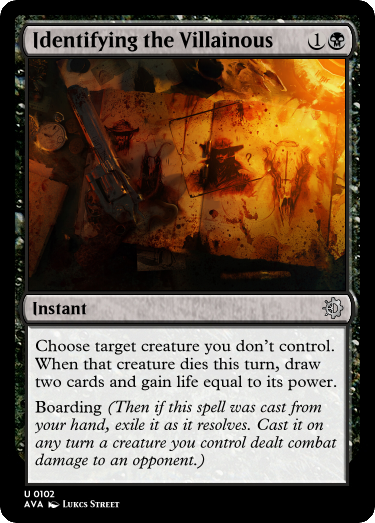 Identifying the Villainous 1
Instant
Choose target creature you don't control.
When that creature dies this turn, draw
two cards and gain life equal to its power.
Boarding (Then if this spell was cast from
your hand, exile it as it resolves. Cast it on
any turn a creature you control dealt combat
damage to an opponent.)
U 0102
AVA Lukcs Street